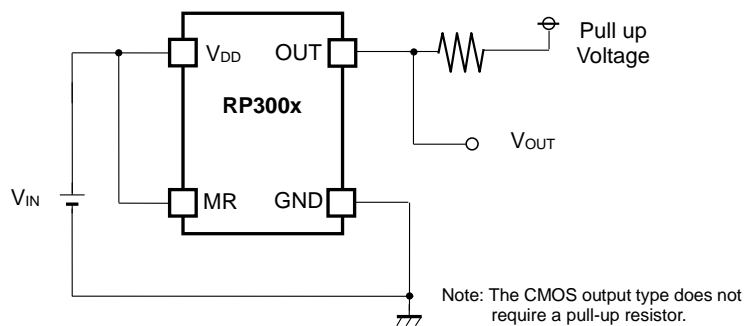 Pull up
Voltage
VDD
OUT
RP300x
VOUT
VIN
MR
GND
Note: The CMOS output type does not
require a pull-up resistor.